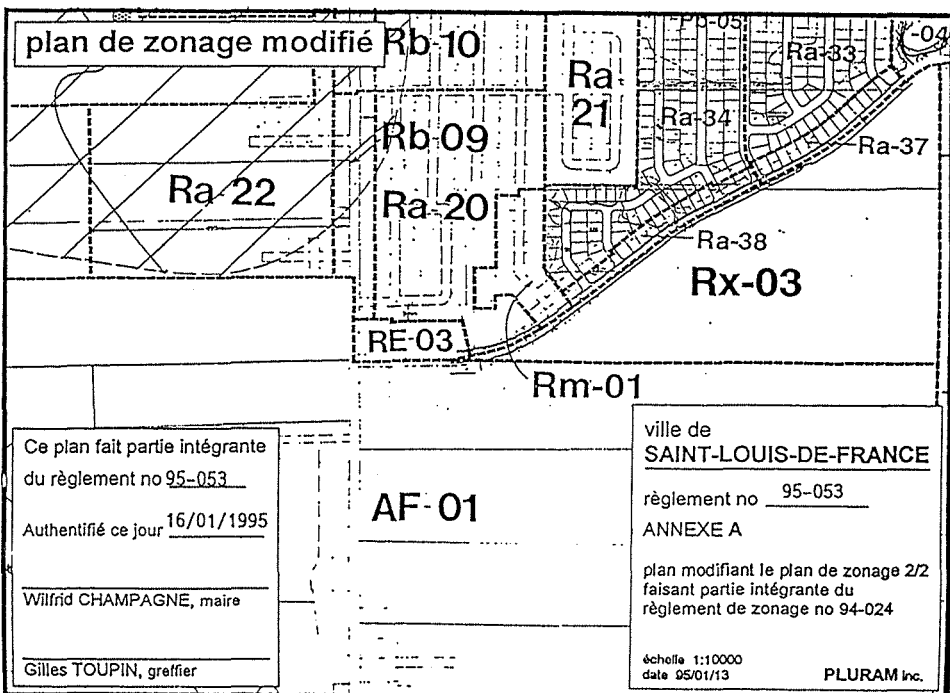 plan de zonage modifié
Rb-10
Pb-05
Ra-33
-04
Ra
21
Ra-34
Rb-09
Ra-37
Ra-22
Ra-20
Ra-38
Rx-03
RE-03
Rm-01
Ce plan fait partie intégrante
du règlement no 95-053
Authentifié ce jour 16/01/1995
Wilfrid CHAMPAGNE, maire
Gilles TOUPIN, greffier
AF-01
ville de
SAINT-LOUIS-DE-FRANCE
règlement no 95-053
ANNEXE A
plan modifiant le plan de zonage 2/2
faisant partie intégrante du
règlement de zonage no 94-024
échelle 1:10000
date 95/01/13
PLURAM Inc.